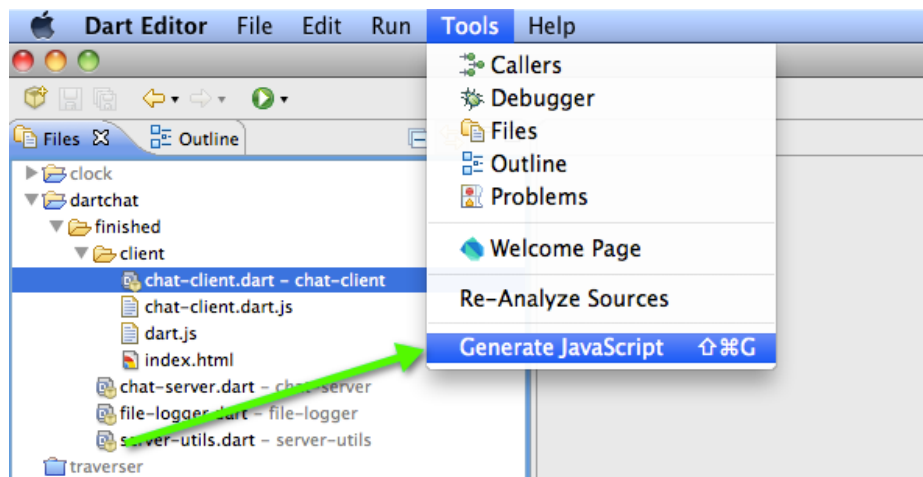 Dart Editor File Edit Run Tools Help
Callers
Debugger
Files
Outline
Problems
Welcome Page
Re-Analyze Sources
Generate JavaScript ⇧⌘G
Files Outline
clock
dartchat
finished
client
chat-client.dart – chat-client
chat-client.dart.js
dart.js
index.html
chat-server.dart – chat-server
file-logger.dart – file-logger
server-utils.dart – server-utils
traverser